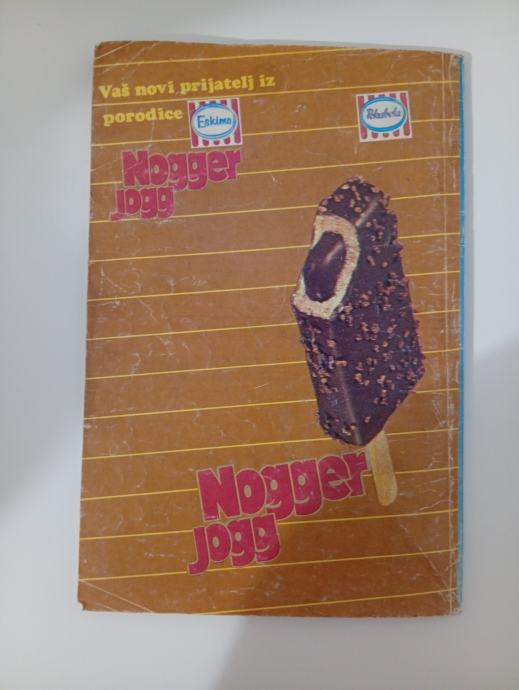 Vaš novi prijatelj iz
porodice Eskimo
Nogger
jogg
Nogger
jogg